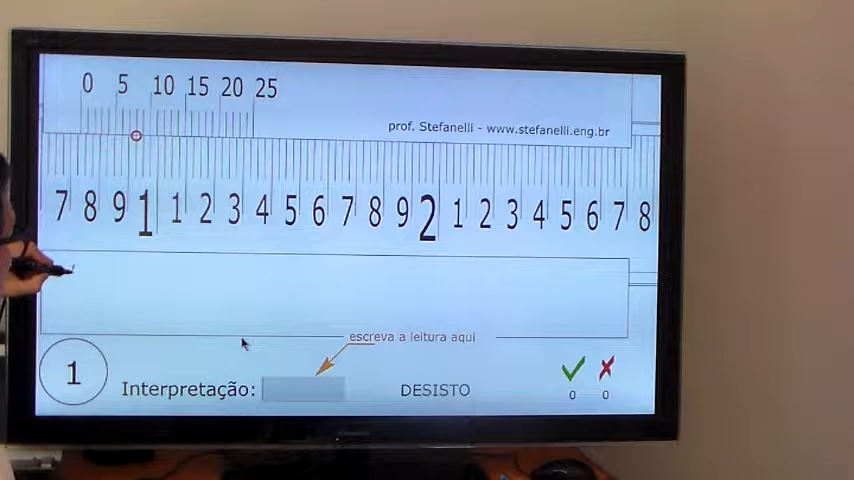 0 5 10 15 20 25
prof. Stefanelli - www.stefanelli.eng.br
7 8 9 1 1 2 3 4 5 6 7 8 9 2 1 2 3 4 5 6 7 8
escreva a leitura aqui
1 Interpretação: DESISTO
0 0